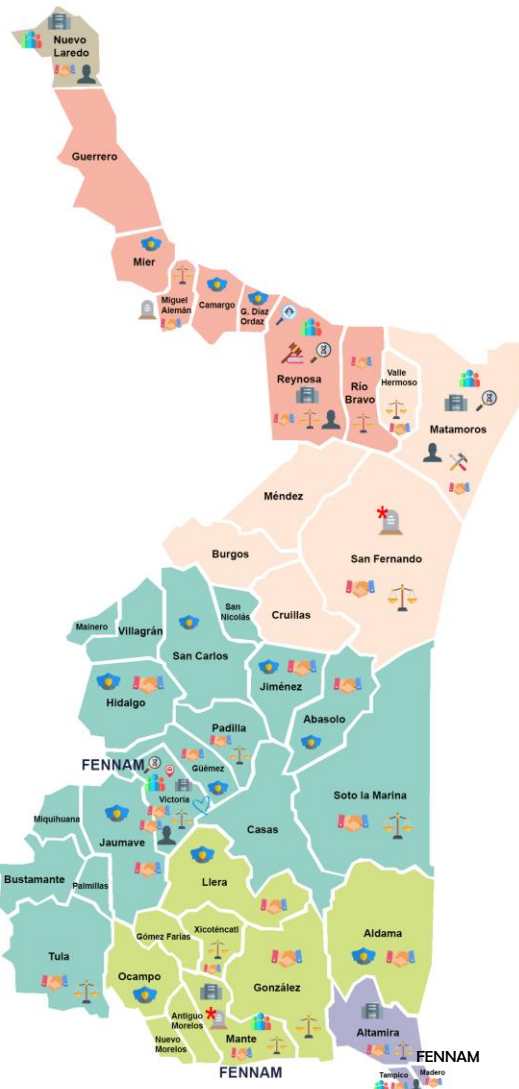 Nuevo
Laredo
Guerrero
Mier
Miguel
Alemán
Camargo
G. Díaz
Ordaz
Reynosa
Río
Bravo
Valle
Hermoso
Matamoros
Méndez
San Fernando
Burgos
Cruillas
San
Nicolás
Mainero
Villagrán
San Carlos
Jiménez
Hidalgo
Abasolo
Padilla
FENNAM
Güémez
Victoria
Soto la Marina
Miquihuana
Jaumave
Casas
Bustamante
Palmillas
Llera
Tula
Gómez Farías
Xicoténcatl
Aldama
Ocampo
González
Antiguo
Morelos
Nuevo
Morelos
Mante
FENNAM
Altamira
FENNAM
Tampico
Madero